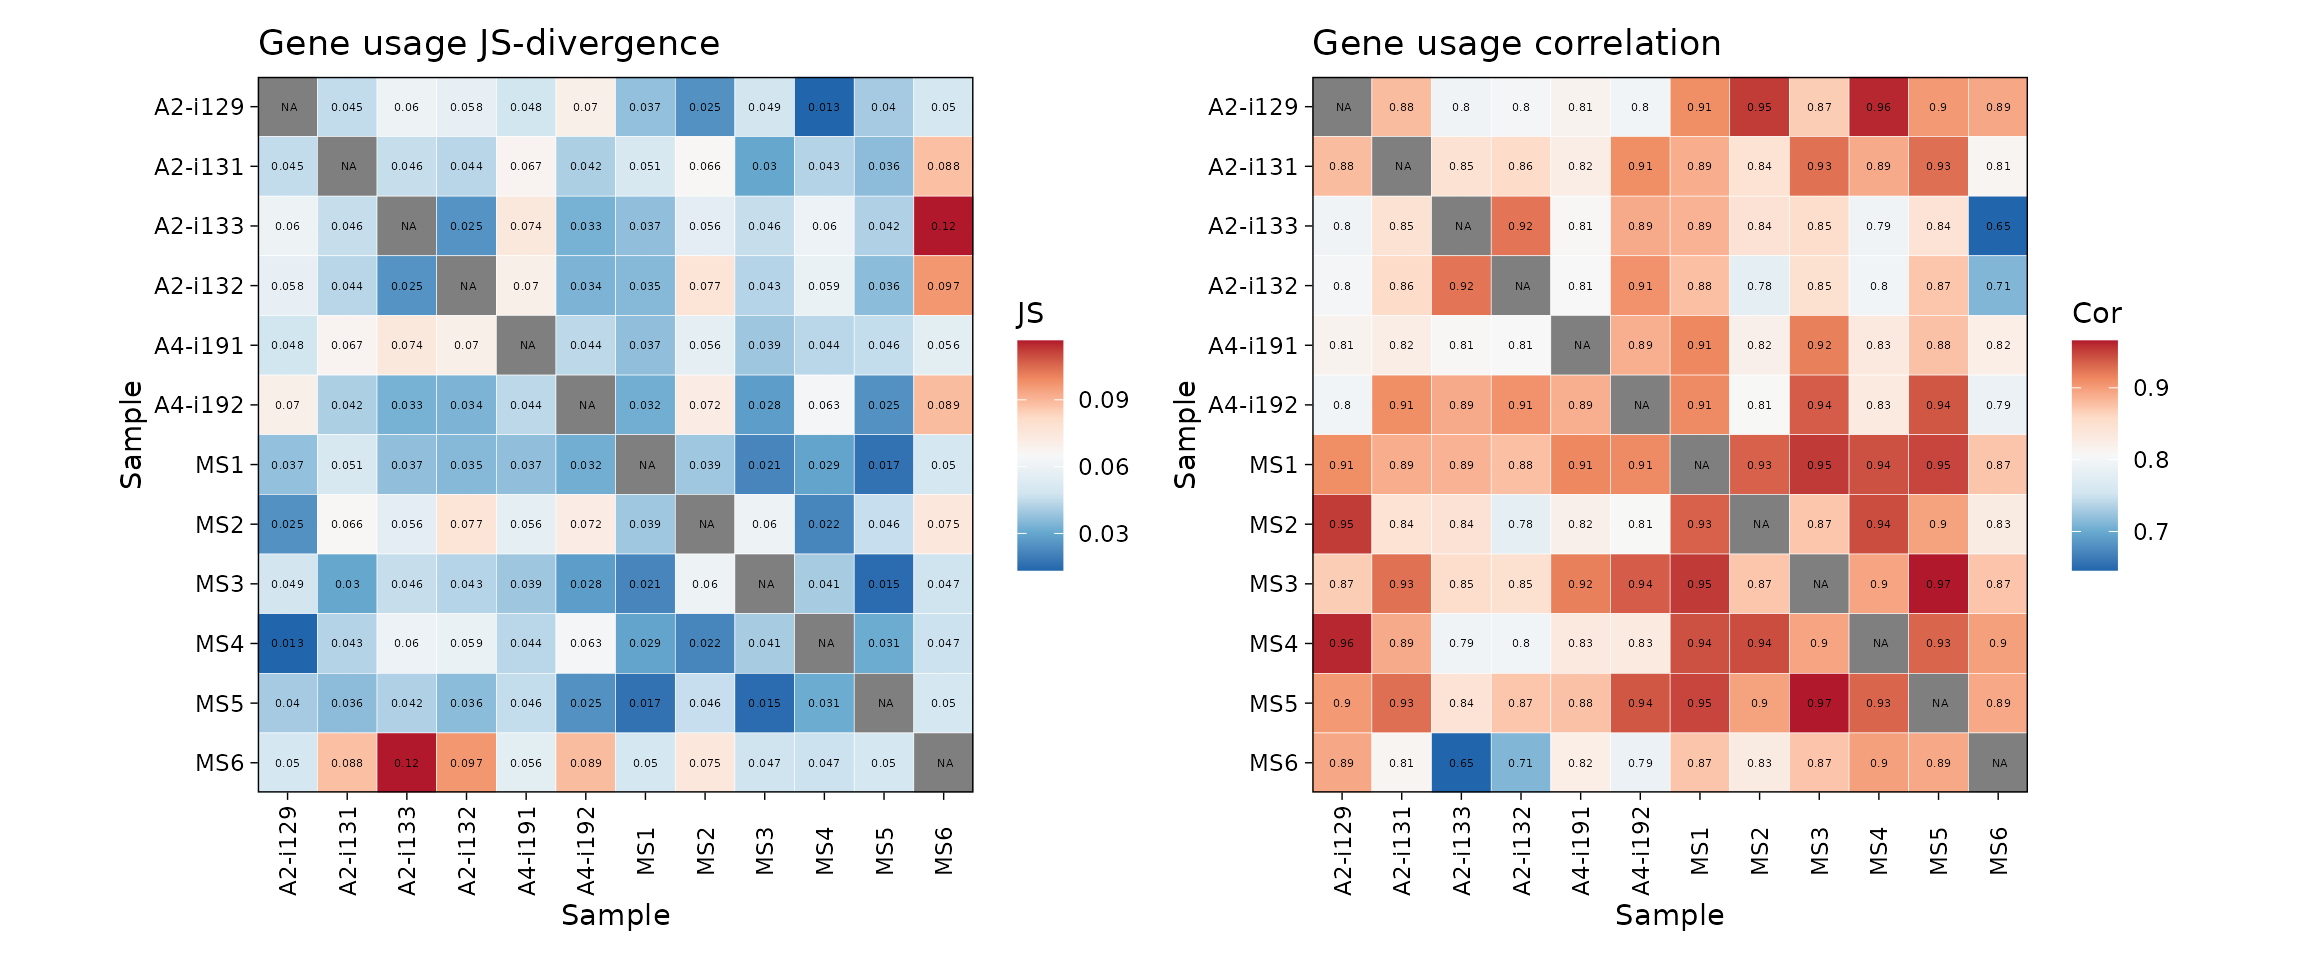 Gene usage JS-divergence
A2-i129 NA 0.045 0.06 0.058 0.048 0.07 0.037 0.025 0.049 0.013 0.04 0.05
A2-i131 0.045 NA 0.046 0.044 0.067 0.042 0.051 0.066 0.03 0.043 0.036 0.088
A2-i133 0.06 0.046 NA 0.025 0.074 0.033 0.037 0.056 0.046 0.06 0.042 0.12
A2-i132 0.058 0.044 0.025 NA 0.07 0.034 0.035 0.077 0.043 0.059 0.036 0.097
A4-i191 0.048 0.067 0.074 0.07 NA 0.044 0.037 0.056 0.039 0.044 0.046 0.056
A4-i192 0.07 0.042 0.033 0.034 0.044 NA 0.032 0.072 0.028 0.063 0.025 0.089
MS1 0.037 0.051 0.037 0.035 0.037 0.032 NA 0.039 0.021 0.029 0.017 0.05
MS2 0.025 0.066 0.056 0.077 0.056 0.072 0.039 NA 0.06 0.022 0.046 0.075
MS3 0.049 0.03 0.046 0.043 0.039 0.028 0.021 0.06 NA 0.041 0.015 0.047
MS4 0.013 0.043 0.06 0.059 0.044 0.063 0.029 0.022 0.041 NA 0.031 0.047
MS5 0.04 0.036 0.042 0.036 0.046 0.025 0.017 0.046 0.015 0.031 NA 0.05
MS6 0.05 0.088 0.12 0.097 0.056 0.089 0.05 0.075 0.047 0.047 0.05 NA
A2-i129 A2-i131 A2-i133 A2-i132 A4-i191 A4-i192 MS1 MS2 MS3 MS4 MS5 MS6
Sample
Sample
JS
0.09
0.06
0.03
Gene usage correlation
A2-i129 NA 0.88 0.8 0.8 0.81 0.8 0.91 0.95 0.87 0.96 0.9 0.89
A2-i131 0.88 NA 0.85 0.86 0.82 0.91 0.89 0.84 0.93 0.89 0.93 0.81
A2-i133 0.8 0.85 NA 0.92 0.81 0.89 0.89 0.84 0.85 0.79 0.84 0.65
A2-i132 0.8 0.86 0.92 NA 0.81 0.91 0.88 0.78 0.85 0.8 0.87 0.71
A4-i191 0.81 0.82 0.81 0.81 NA 0.89 0.91 0.82 0.92 0.83 0.88 0.82
A4-i192 0.8 0.91 0.89 0.91 0.89 NA 0.91 0.81 0.94 0.83 0.94 0.79
MS1 0.91 0.89 0.89 0.88 0.91 0.91 NA 0.93 0.95 0.94 0.95 0.87
MS2 0.95 0.84 0.84 0.78 0.82 0.81 0.93 NA 0.87 0.94 0.9 0.83
MS3 0.87 0.93 0.85 0.85 0.92 0.94 0.95 0.87 NA 0.9 0.97 0.87
MS4 0.96 0.89 0.79 0.8 0.83 0.83 0.94 0.94 0.9 NA 0.93 0.9
MS5 0.9 0.93 0.84 0.87 0.88 0.94 0.95 0.9 0.97 0.93 NA 0.89
MS6 0.89 0.81 0.65 0.71 0.82 0.79 0.87 0.83 0.87 0.9 0.89 NA
A2-i129 A2-i131 A2-i133 A2-i132 A4-i191 A4-i192 MS1 MS2 MS3 MS4 MS5 MS6
Sample
Sample
Cor
0.9
0.8
0.7